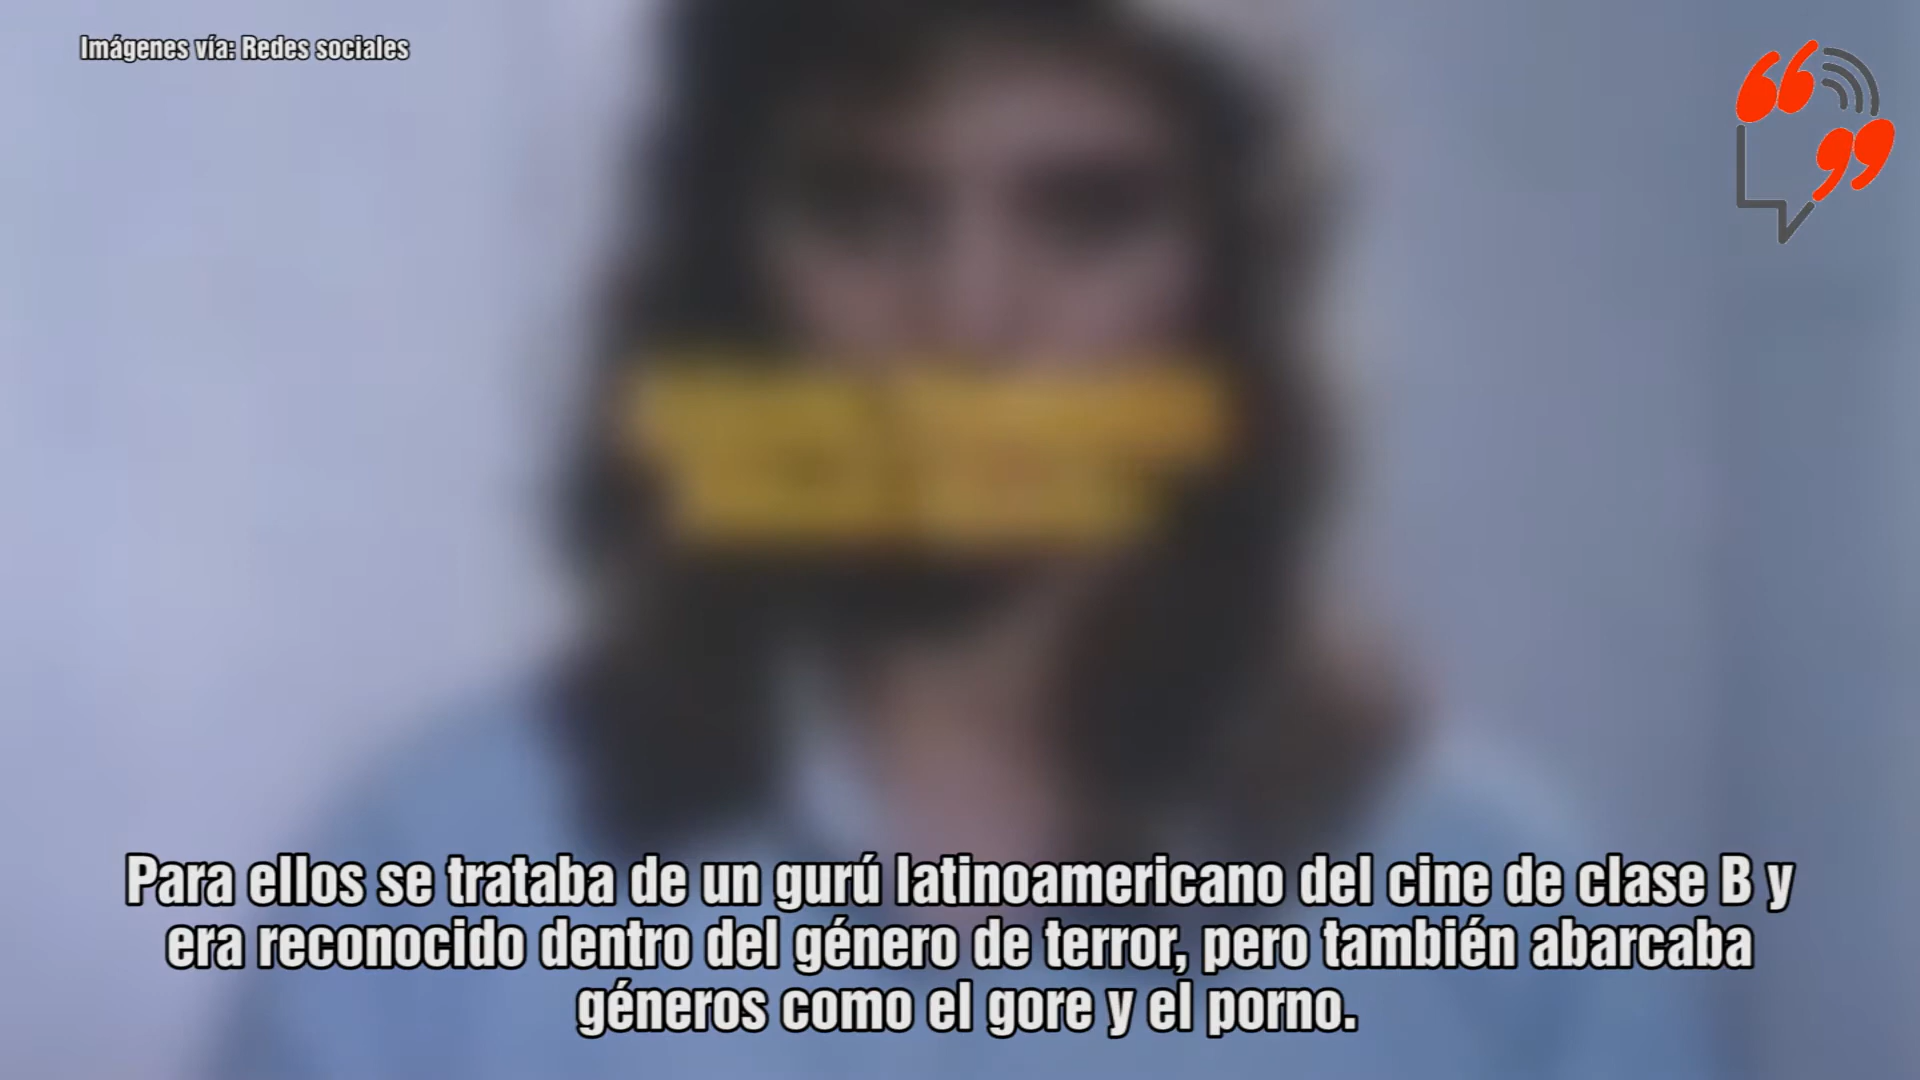 Imágenes vía: Redes sociales
Para ellos se trataba de un gurú latinoamericano del cine de clase B y
era reconocido dentro del género de terror, pero también abarcaba
géneros como el gore y el porno.